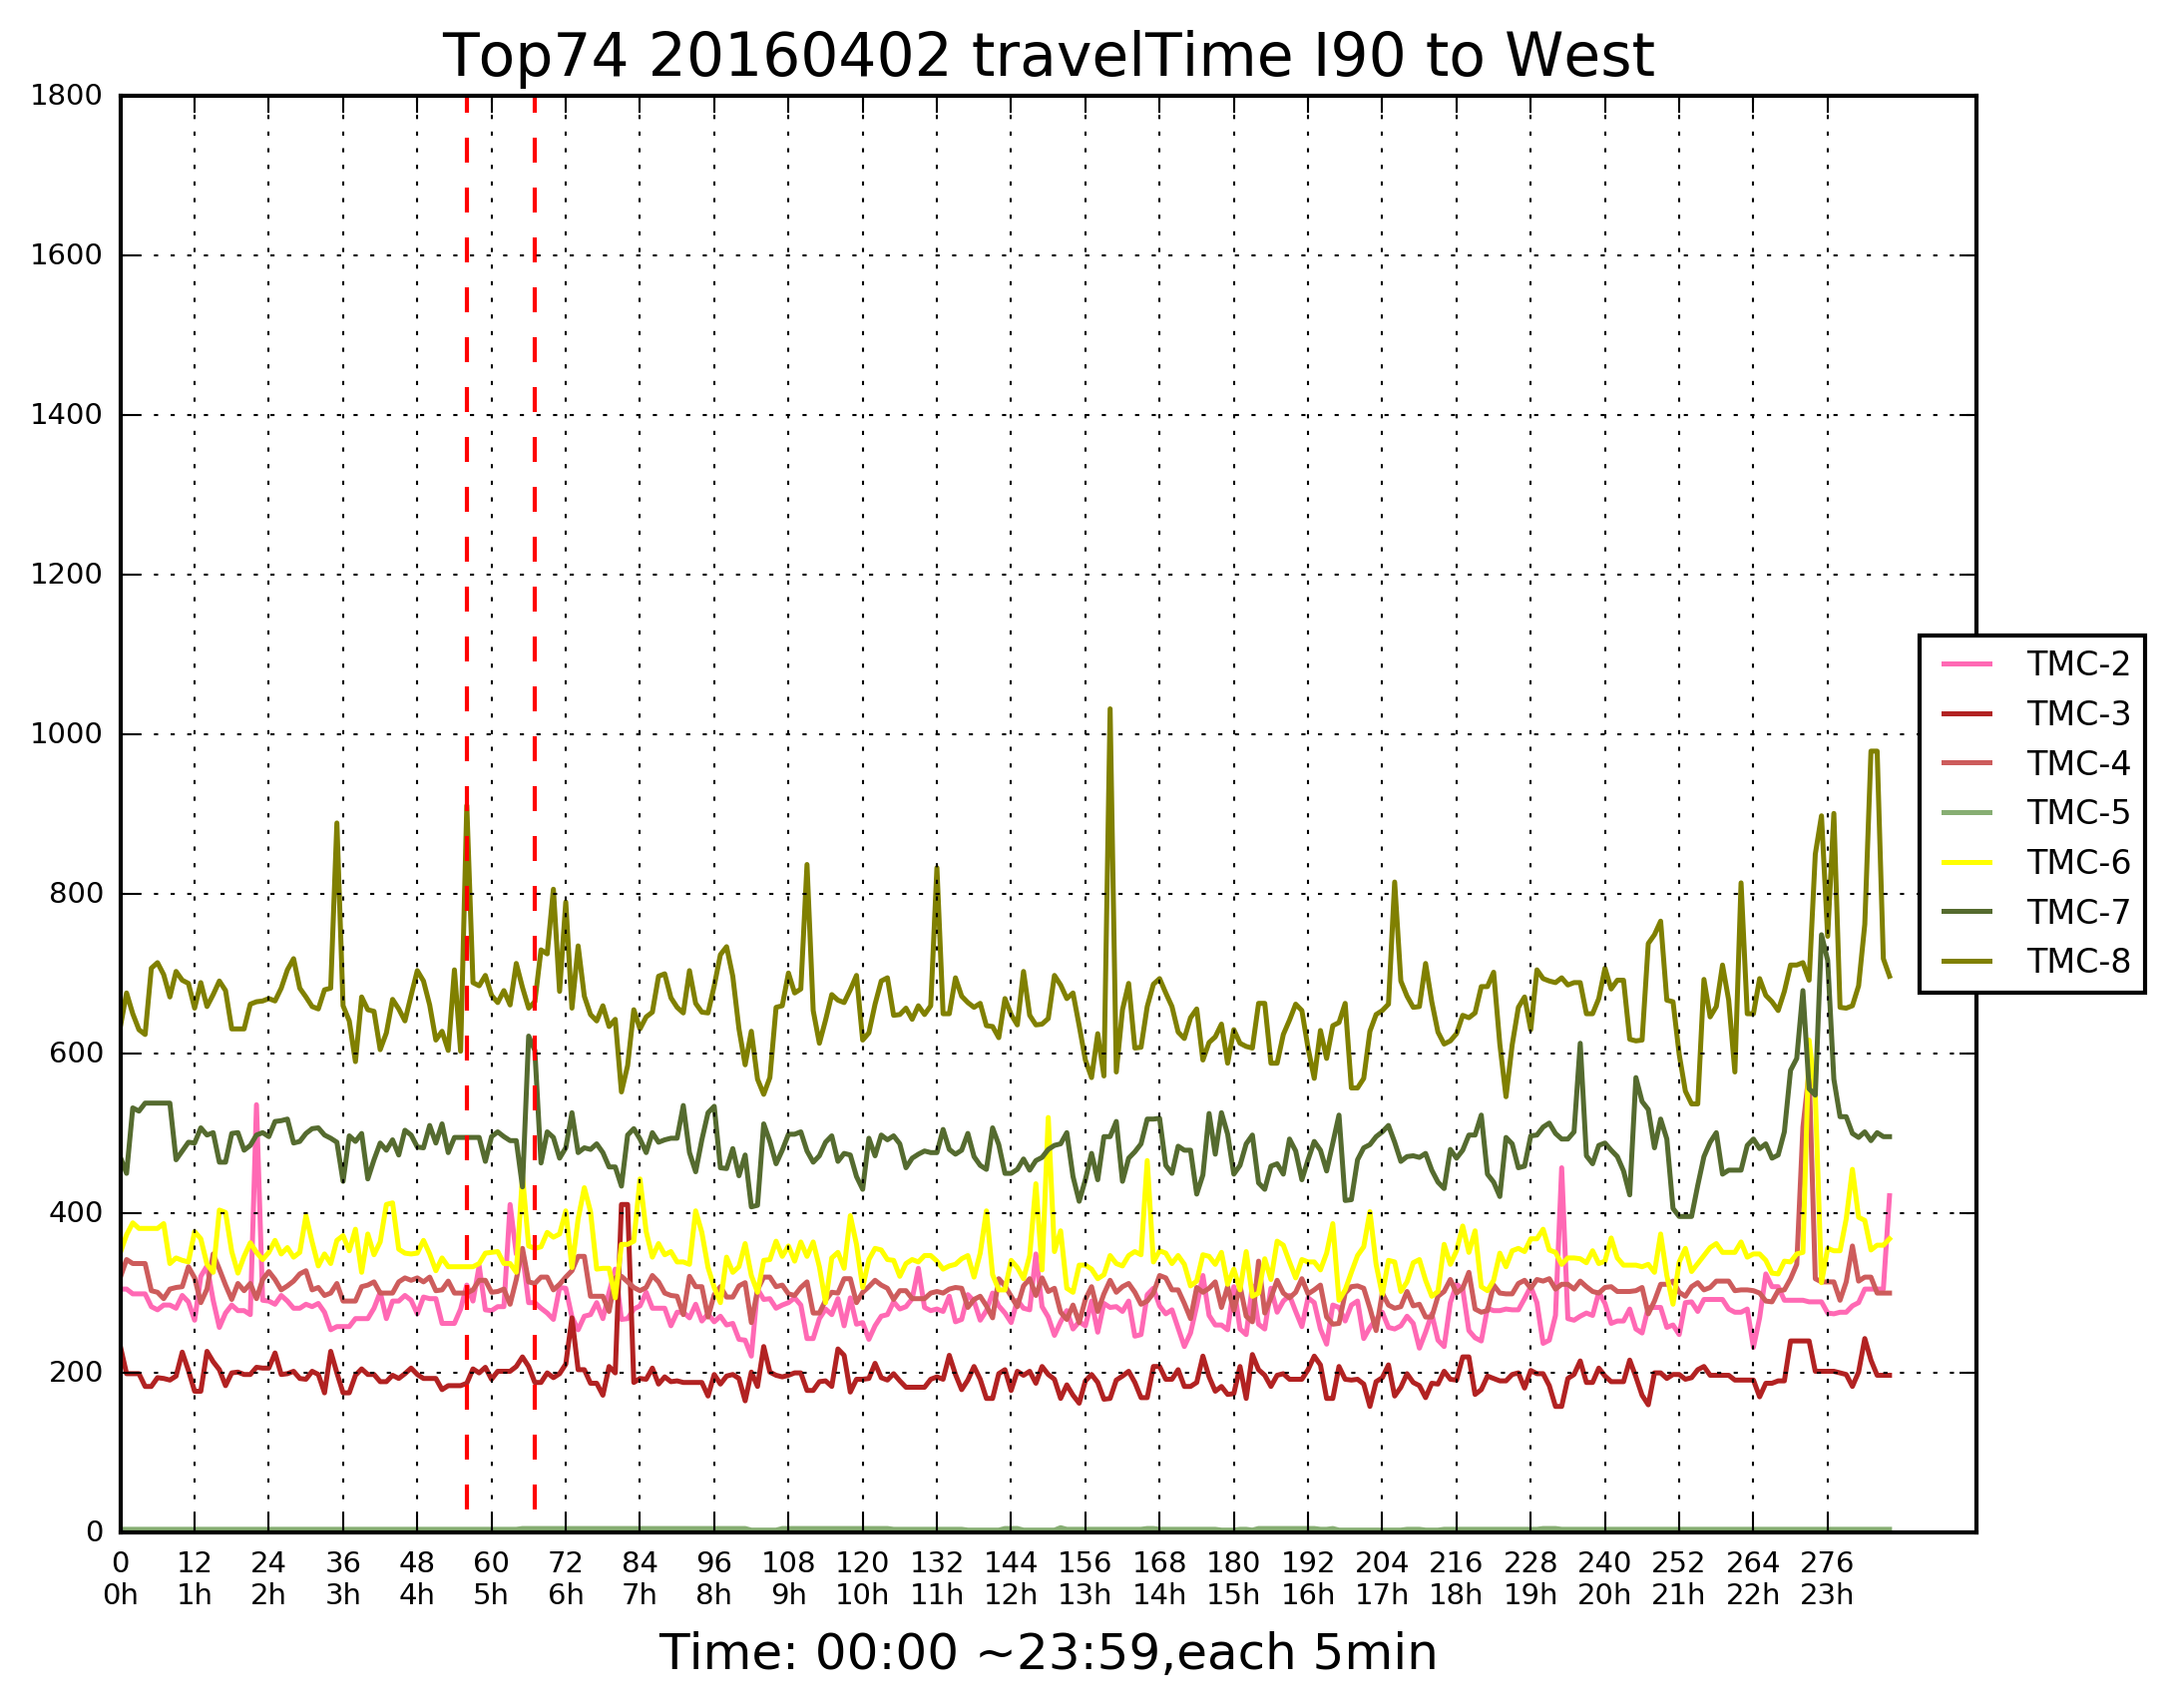 Top74 20160402 travelTime I90 to West
1800
1600
1400
1200
1000
800
600
400
200
0
TMC-2
TMC-3
TMC-4
TMC-5
TMC-6
TMC-7
TMC-8
0 12 24 36 48 60 72 84 96 108 120 132 144 156 168 180 192 204 216 228 240 252 264 276
0h 1h 2h 3h 4h 5h 6h 7h 8h 9h 10h 11h 12h 13h 14h 15h 16h 17h 18h 19h 20h 21h 22h 23h
Time: 00:00 ~23:59,each 5min